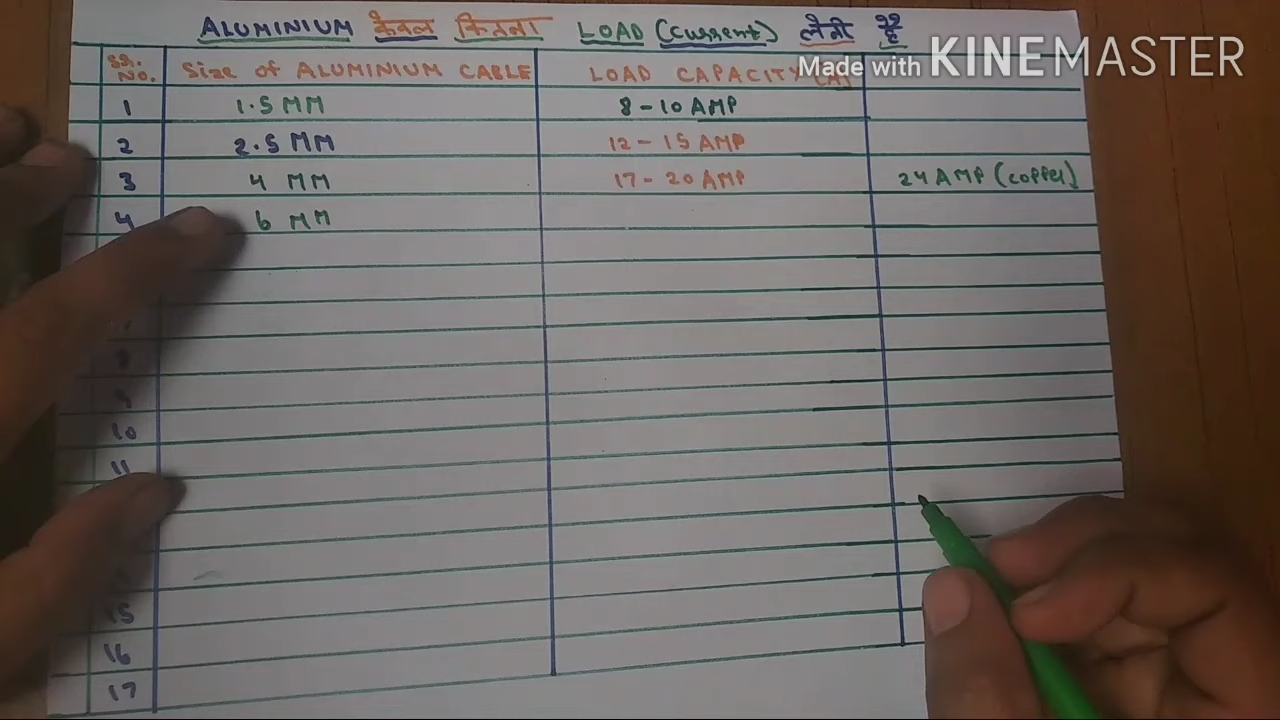 ALUMINIUM केबल कितना LOAD (current) लेती है
Made with KINEMASTER
SR. NO. Size of ALUMINIUM CABLE LOAD CAPACITY (A)
1 1.5 MM 8-10 AMP
2 2.5 MM 12-15 AMP
3 4 MM 17-20 AMP 24 AMP (COPPER)
4 6 MM
8
9
10
11
15
16
17